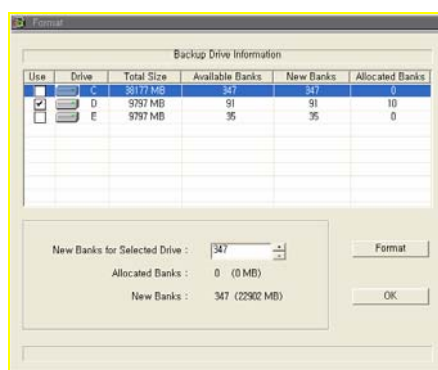 Format
Backup Drive Information
Use Drive Total Size Available Banks New Banks Allocated Banks
C 38177 MB 347 347 0
D 9797 MB 91 91 10
E 9797 MB 35 35 0
New Banks for Selected Drive : 347 Format
Allocated Banks : 0 (0 MB)
New Banks : 347 (22902 MB) OK